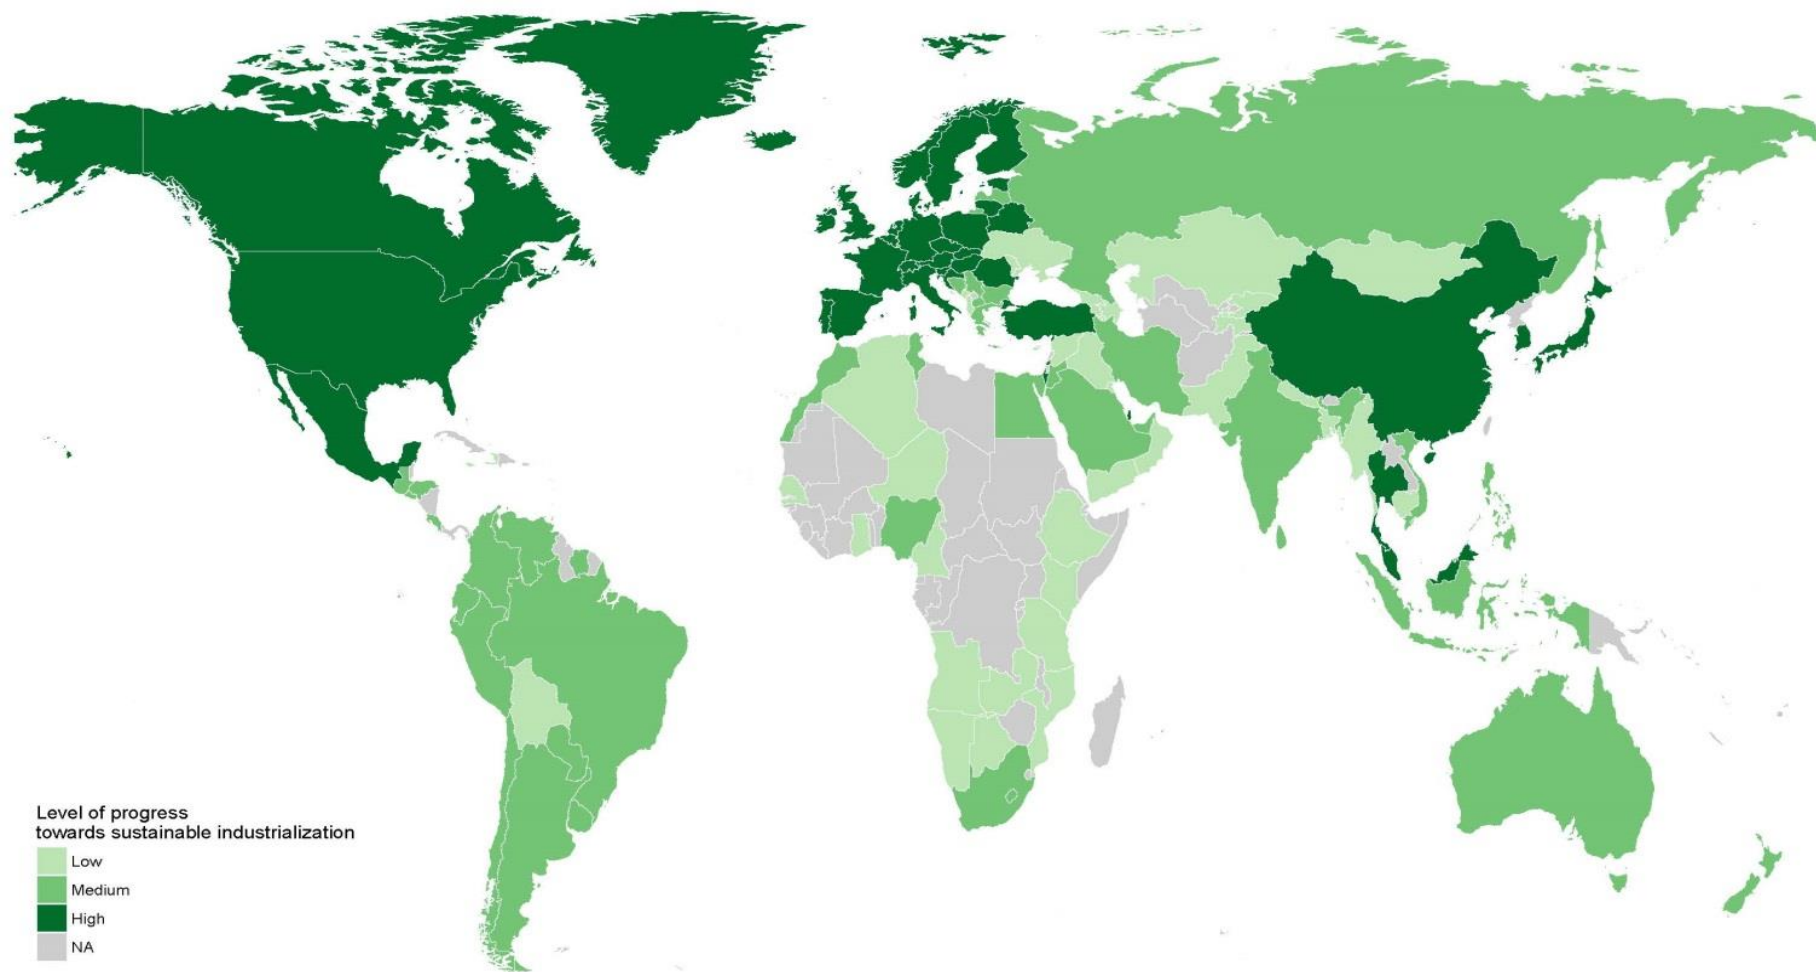 Level of progress
towards sustainable industrialization
Low
Medium
High
NA